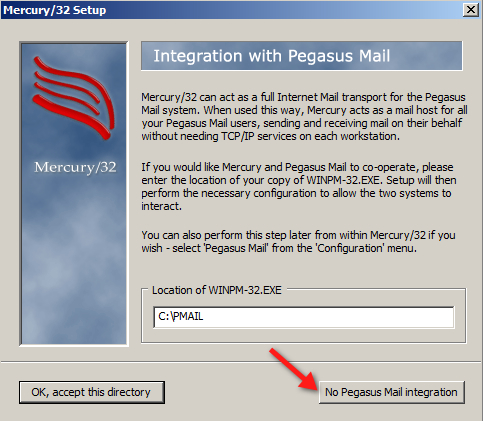 Mercury/32 Setup
Integration with Pegasus Mail
Mercury/32 can act as a full Internet Mail transport for the Pegasus
Mail system. When used this way, Mercury acts as a mail host for all
your Pegasus Mail users, sending and receiving mail on their behalf
without needing TCP/IP services on each workstation.
Mercury/32
If you would like Mercury and Pegasus Mail to co-operate, please
enter the location of your copy of WINPM-32.EXE. Setup will then
perform the necessary configuration to allow the two systems to
interact.
You can also perform this step later from within Mercury/32 if you
wish - select 'Pegasus Mail' from the 'Configuration' menu.
Location of WINPM-32.EXE
C:\PMAIL
OK, accept this directory
No Pegasus Mail integration